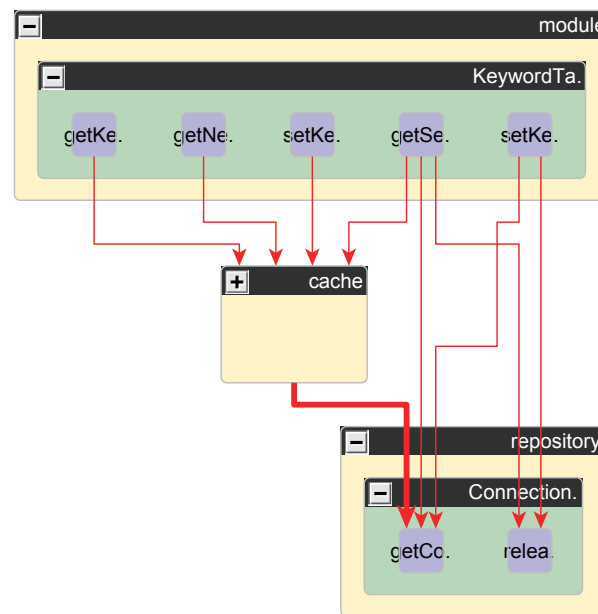 module
KeywordTa.
getKe. getNe. setKe. getSe. setKe.
cache
repository
Connection.
getCo. relea.